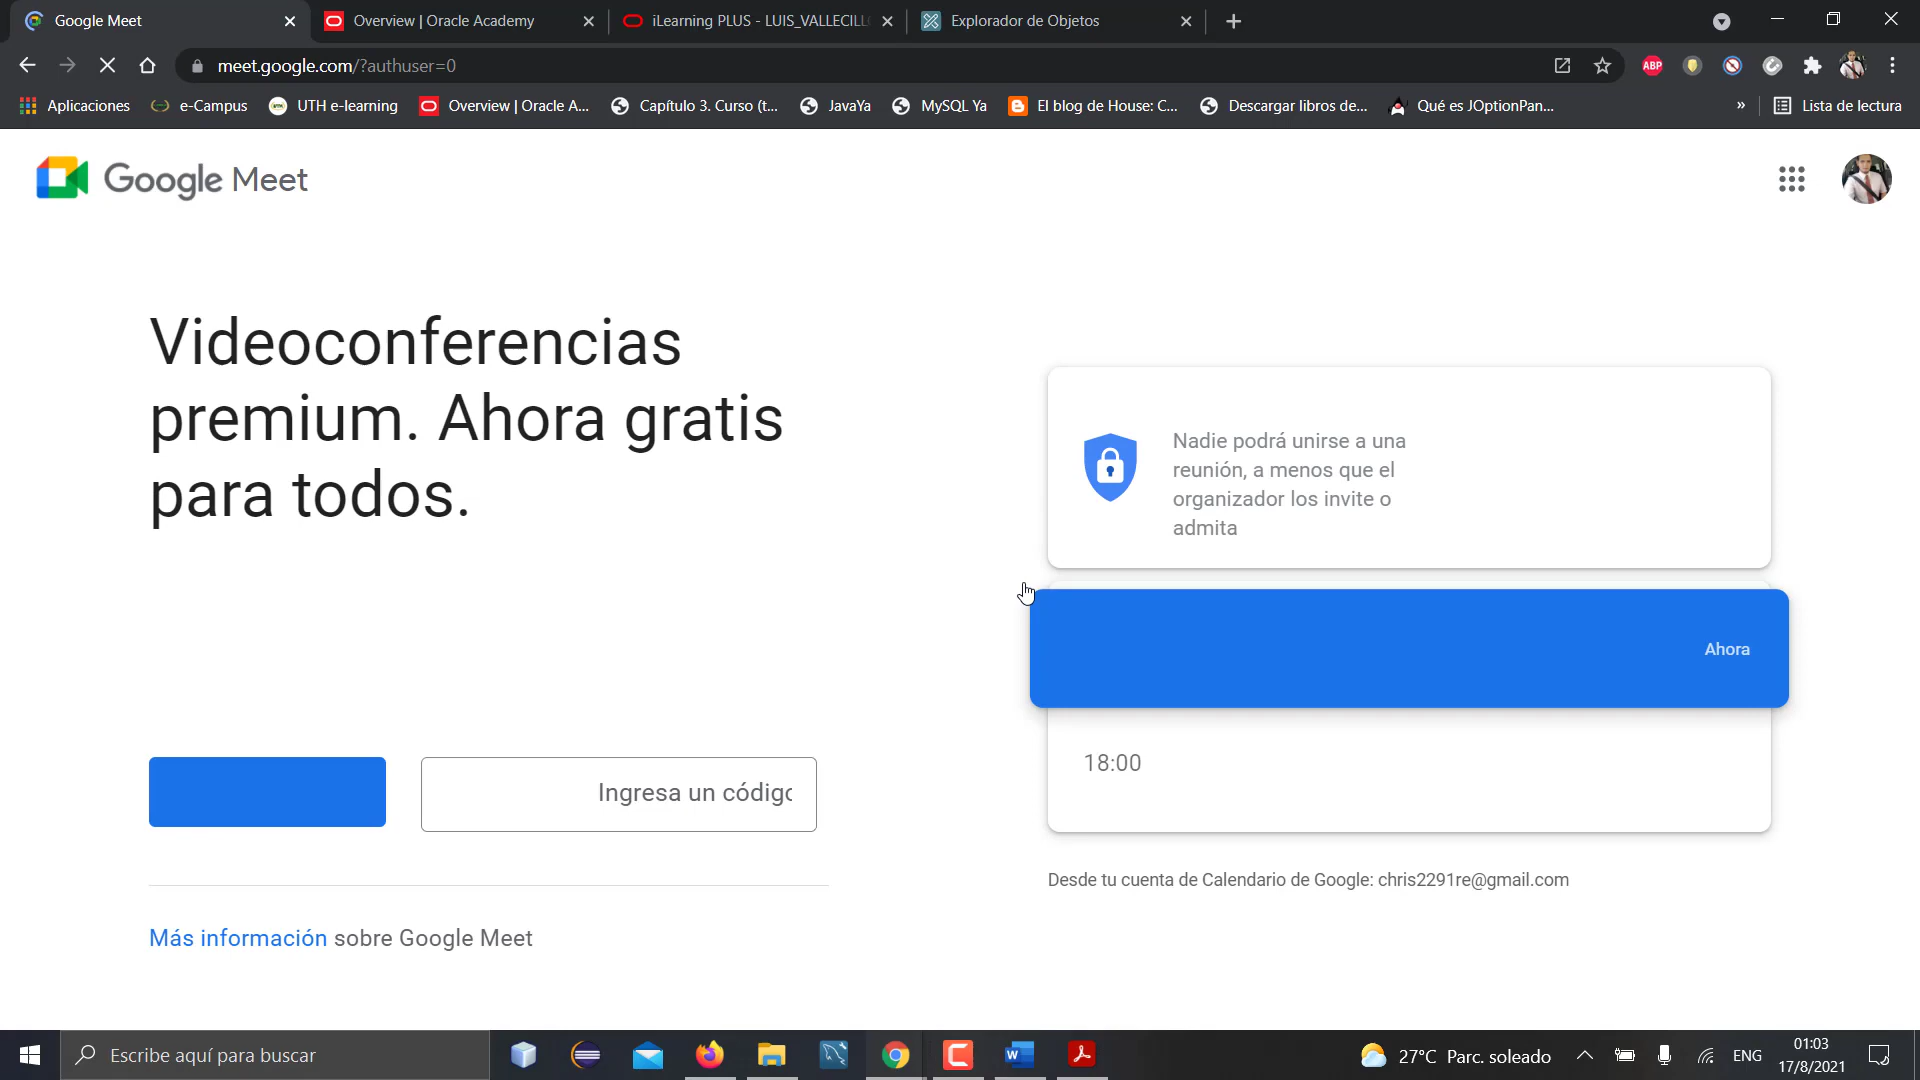 Google Meet
Overview | Oracle Academy
iLearning PLUS - LUIS_VALLECILL
Explorador de Objetos
meet.google.com/?authuser=0
ABP
Aplicaciones
e-Campus
UTH e-learning
Overview | Oracle A...
Capítulo 3. Curso (t...
JavaYa
MySQL Ya
El blog de House: C...
Descargar libros de...
Qué es JOptionPan...
»
Lista de lectura
Google Meet
Videoconferencias
premium. Ahora gratis
para todos.
Nadie podrá unirse a una
reunión, a menos que el
organizador los invite o
admita
Ahora
18:00
Ingresa un código
Desde tu cuenta de Calendario de Google: chris2291re@gmail.com
Más información sobre Google Meet
Escribe aquí para buscar
27°C Parc. soleado
ENG
01:03
17/8/2021